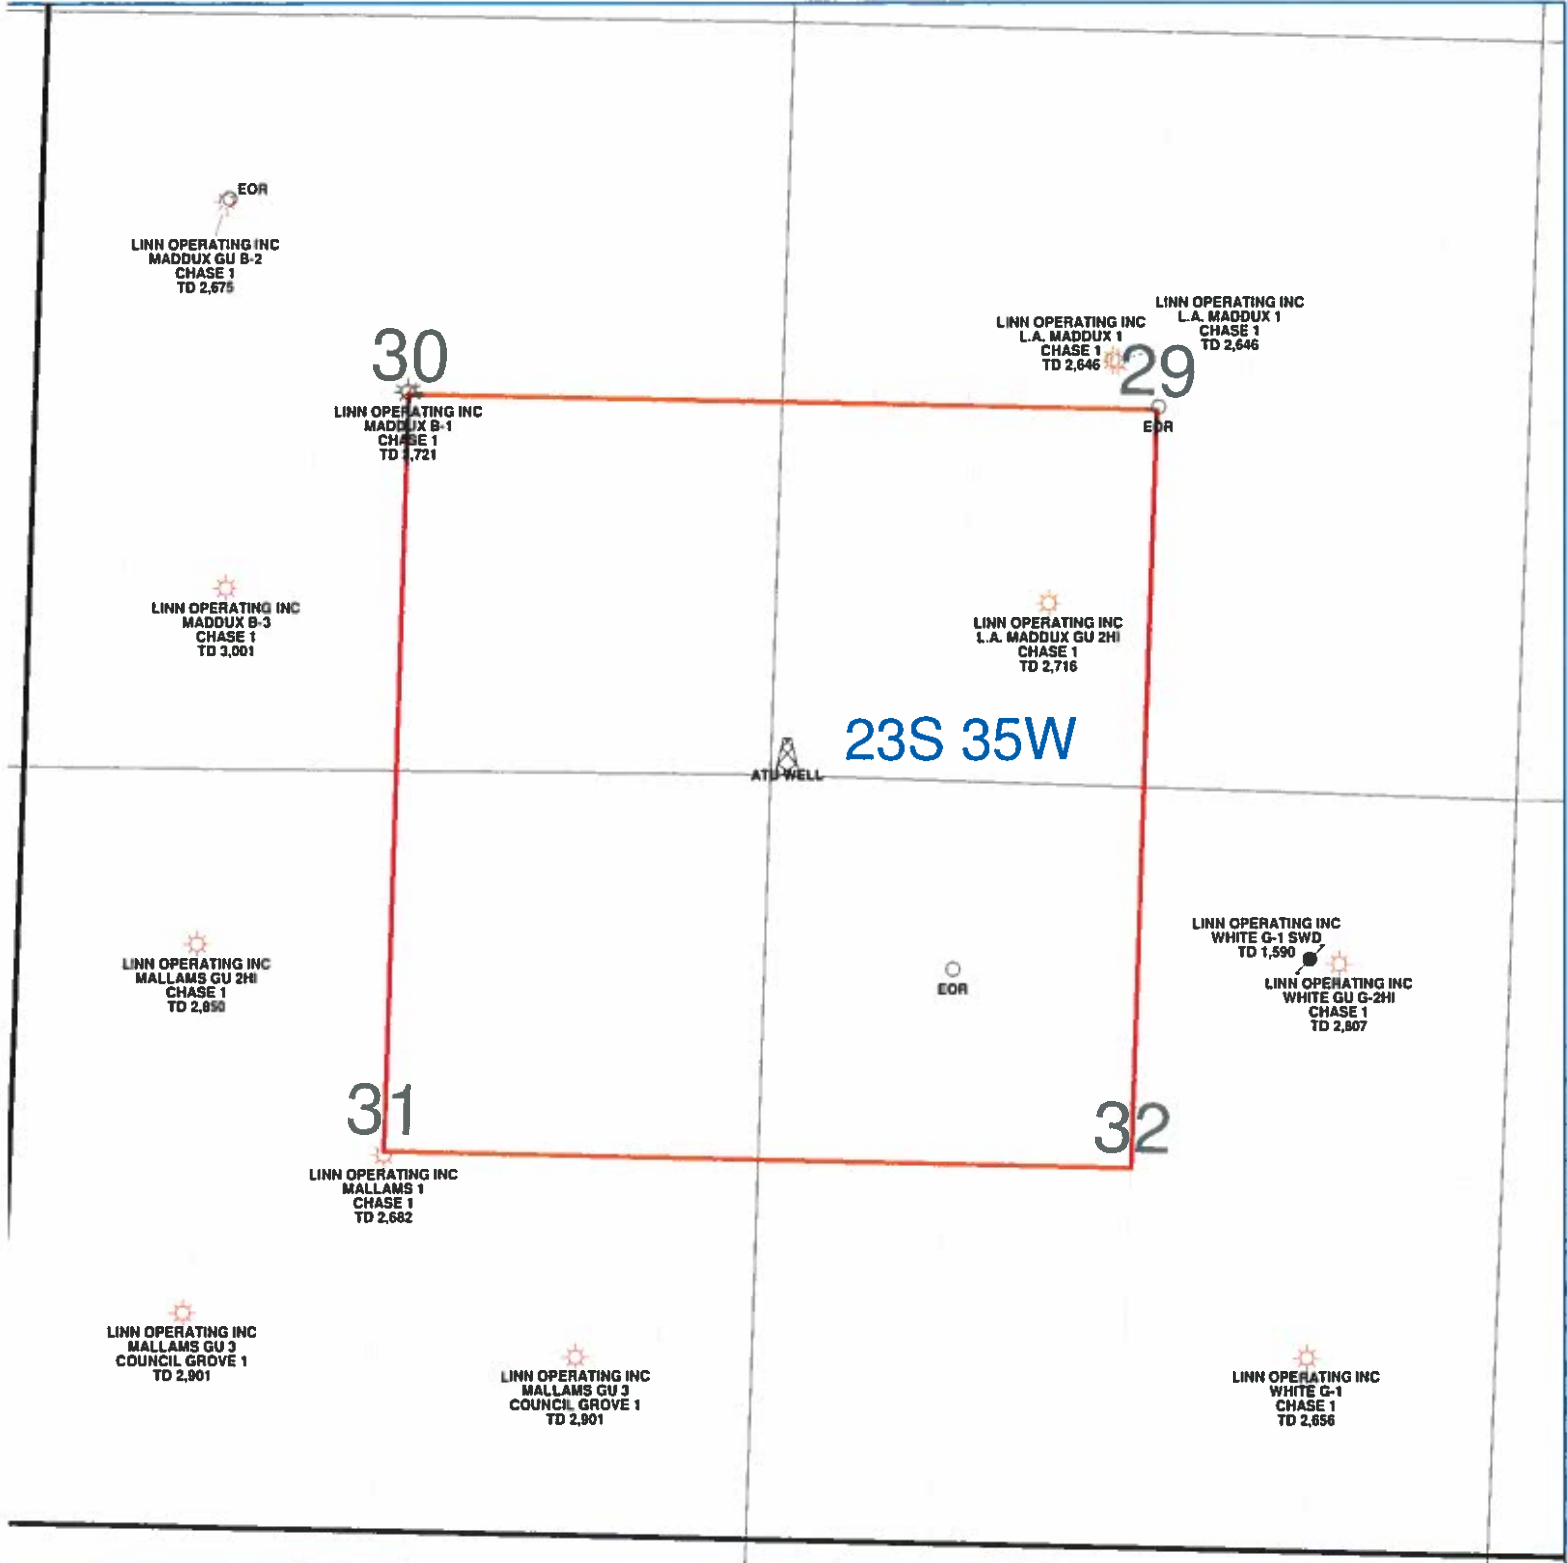 EOR
LINN OPERATING INC
MADDUX GU B-2
CHASE 1
TD 2,675
LINN OPERATING INC
L.A. MADDUX 1
CHASE 1
TD 2,646
LINN OPERATING INC
L.A. MADDUX 1
CHASE 1
TD 2,646
30
29
LINN OPERATING INC
MADDUX B-1
CHASE 1
TD 2,721
EOR
LINN OPERATING INC
MADDUX B-3
CHASE 1
TD 3,001
LINN OPERATING INC
L.A. MADDUX GU 2HI
CHASE 1
TD 2,716
23S 35W
ATU WELL
LINN OPERATING INC
MALLAMS GU 2HI
CHASE 1
TD 2,850
EOR
LINN OPERATING INC
WHITE G-1 SWD
TD 1,590
LINN OPERATING INC
WHITE GU G-2HI
CHASE 1
TD 2,807
31
32
LINN OPERATING INC
MALLAMS 1
CHASE 1
TD 2,682
LINN OPERATING INC
MALLAMS GU 3
COUNCIL GROVE 1
TD 2,901
LINN OPERATING INC
MALLAMS GU 3
COUNCIL GROVE 1
TD 2,901
LINN OPERATING INC
WHITE G-1
CHASE 1
TD 2,656